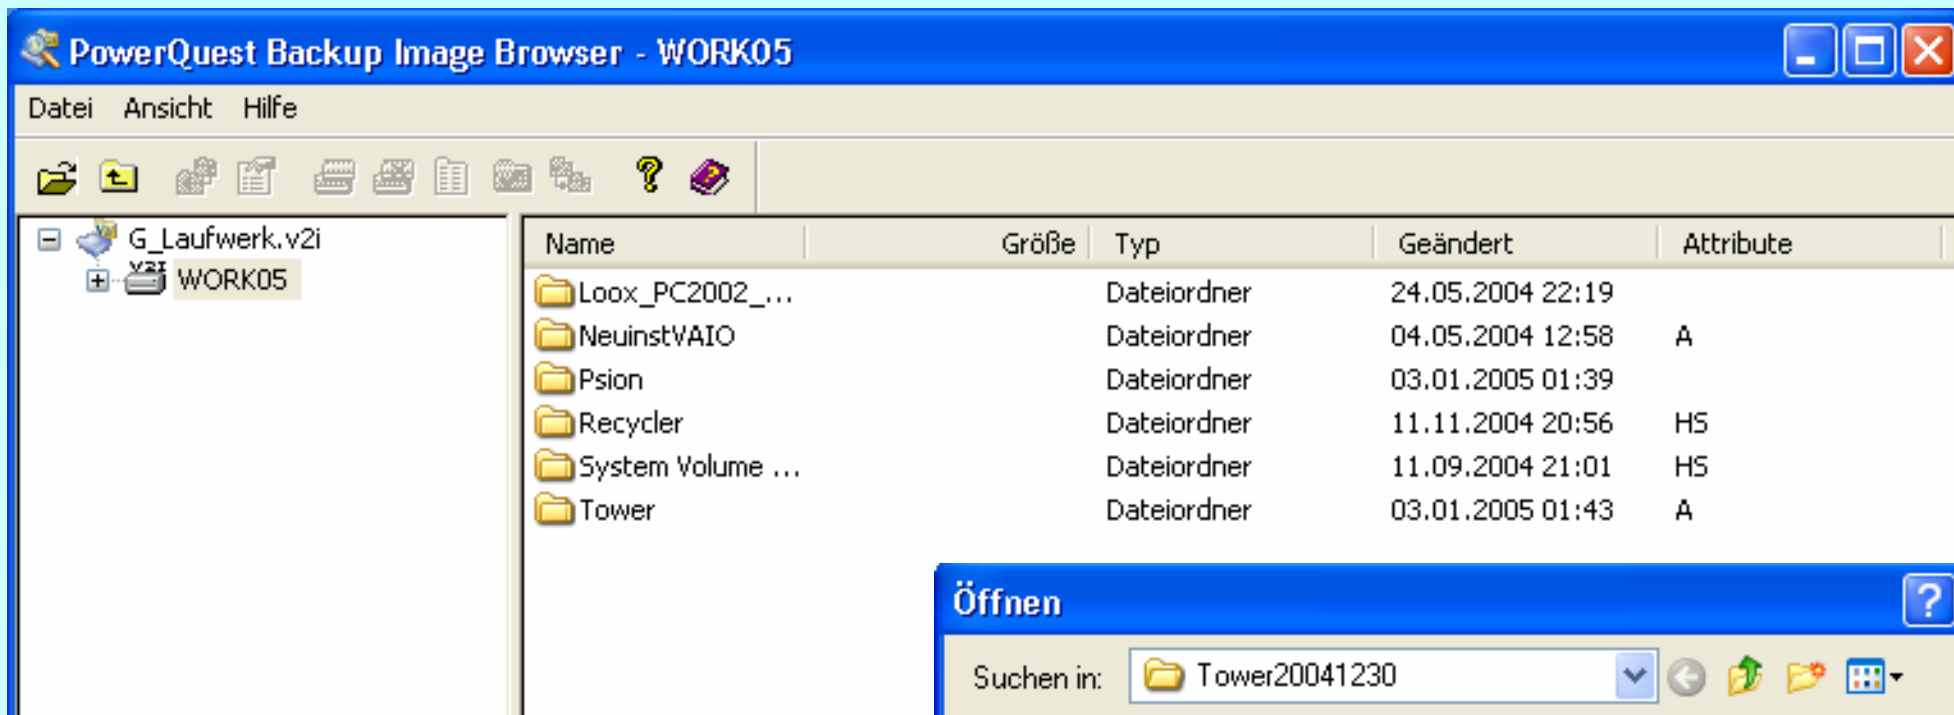 PowerQuest Backup Image Browser - WORK05
Datei Ansicht Hilfe
G_Laufwerk.v2i
V2I WORK05
Name Größe Typ Geändert Attribute
Loox_PC2002_... Dateiordner 24.05.2004 22:19
NeuinstVAIO Dateiordner 04.05.2004 12:58 A
Psion Dateiordner 03.01.2005 01:39
Recycler Dateiordner 11.11.2004 20:56 HS
System Volume ... Dateiordner 11.09.2004 21:01 HS
Tower Dateiordner 03.01.2005 01:43 A
Öffnen
Suchen in: Tower20041230